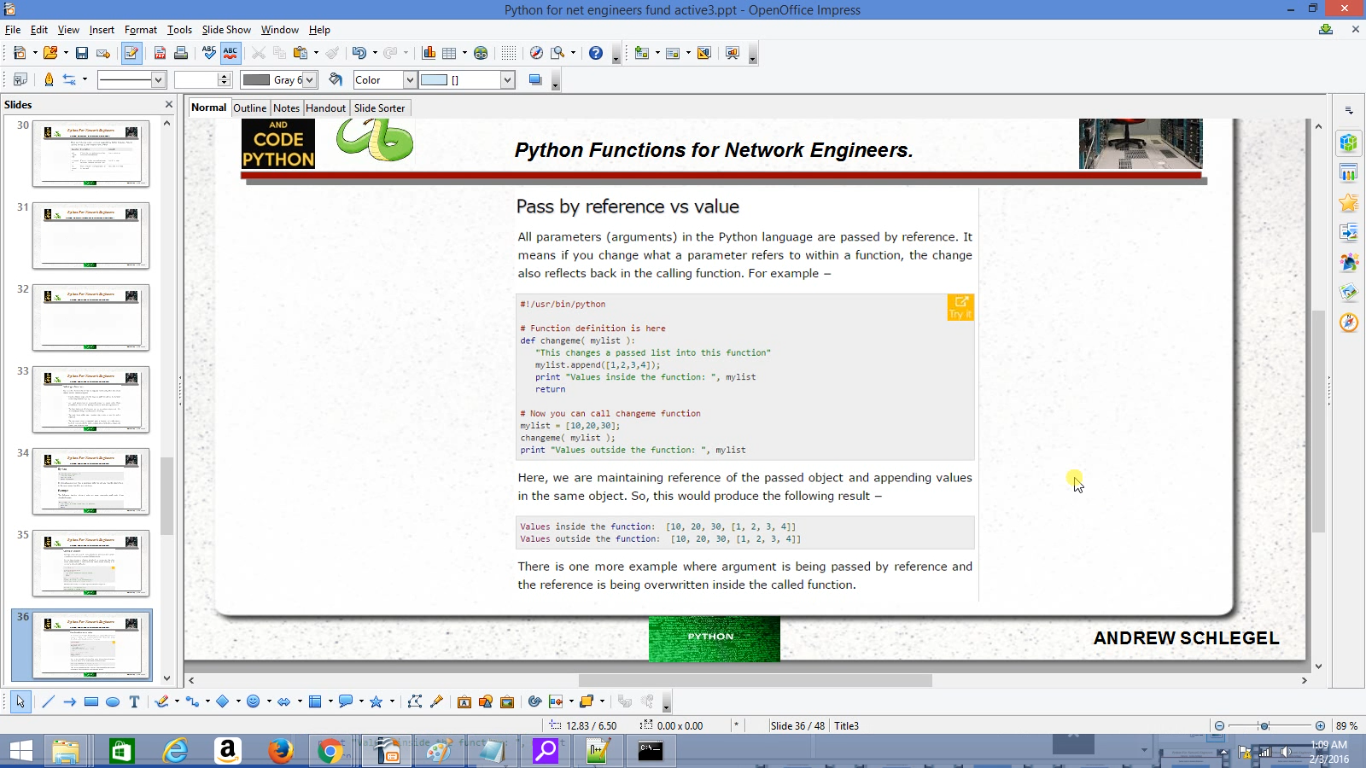 Python for net engineers fund active3.ppt - OpenOffice Impress
File Edit View Insert Format Tools Slide Show Window Help
Gray 6 Color []
Slides
Normal Outline Notes Handout Slide Sorter
30
31
32
33
34
35
36
AND
CODE
PYTHON
Python Functions for Network Engineers.
Pass by reference vs value
All parameters (arguments) in the Python language are passed by reference. It
means if you change what a parameter refers to within a function, the change
also reflects back in the calling function. For example −
Try it
#!/usr/bin/python
# Function definition is here
def changeme( mylist ):
"This changes a passed list into this function"
mylist.append([1,2,3,4]);
print "Values inside the function: ", mylist
return
# Now you can call changeme function
mylist = [10,20,30];
changeme( mylist );
print "Values outside the function: ", mylist
Here, we are maintaining reference of the passed object and appending values
in the same object. So, this would produce the following result −
Values inside the function:  [10, 20, 30, [1, 2, 3, 4]]
Values outside the function:  [10, 20, 30, [1, 2, 3, 4]]
There is one more example where argument is being passed by reference and
the reference is being overwritten inside the called function.
PYTHON
ANDREW SCHLEGEL
12.83 / 6.50 0.00 x 0.00 * Slide 36 / 48 Title3 89 %
1:09 AM
2/3/2016